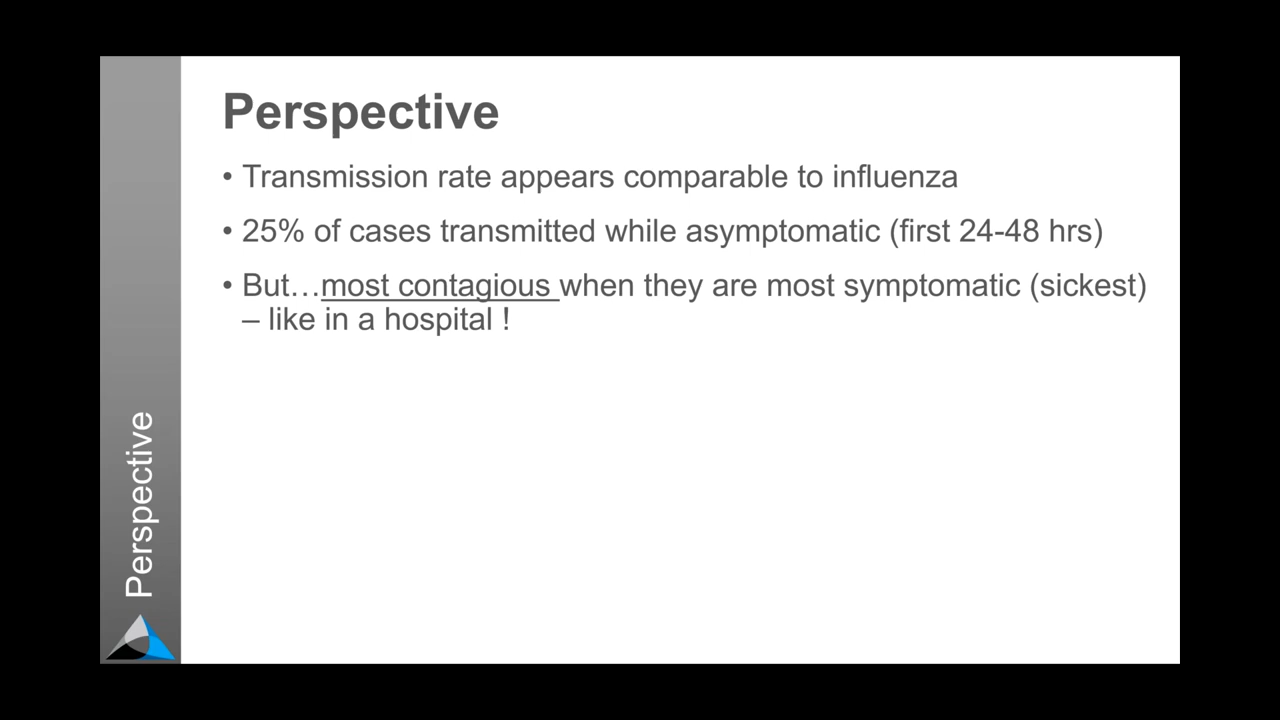 Perspective
• Transmission rate appears comparable to influenza
• 25% of cases transmitted while asymptomatic (first 24-48 hrs)
• But…most contagious when they are most symptomatic (sickest)
– like in a hospital !
Perspective